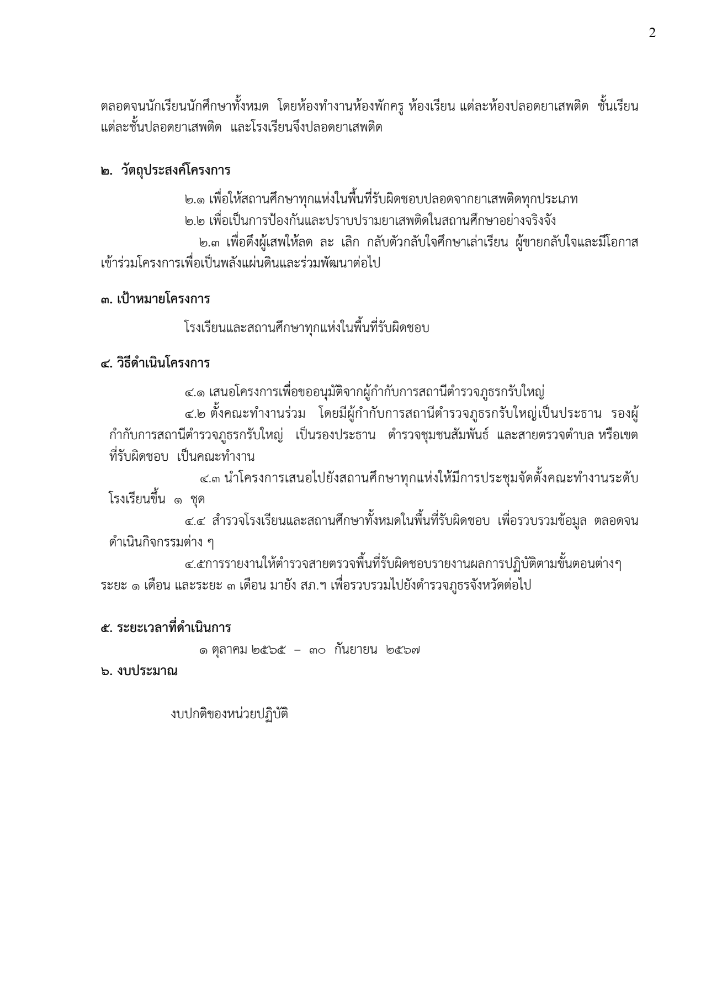 2
ตลอดจนนักเรียนนักศึกษาทั้งหมด โดยห้องทำงานห้องพักครู ห้องเรียน แต่ละห้องปลอดยาเสพติด ชั้นเรียน
แต่ละชั้นปลอดยาเสพติด และโรงเรียนจึงปลอดยาเสพติด
๒. วัตถุประสงค์โครงการ
๒.๑ เพื่อให้สถานศึกษาทุกแห่งในพื้นที่รับผิดชอบปลอดจากยาเสพติดทุกประเภท
๒.๒ เพื่อเป็นการป้องกันและปราบปรามยาเสพติดในสถานศึกษาอย่างจริงจัง
๒.๓ เพื่อดึงผู้เสพให้ลด ละ เลิก กลับตัวกลับใจศึกษาเล่าเรียน ผู้ขายกลับใจและมีโอกาส
เข้าร่วมโครงการเพื่อเป็นพลังแผ่นดินและร่วมพัฒนาต่อไป
๓. เป้าหมายโครงการ
โรงเรียนและสถานศึกษาทุกแห่งในพื้นที่รับผิดชอบ
๔. วิธีดำเนินโครงการ
๔.๑ เสนอโครงการเพื่อขออนุมัติจากผู้กำกับการสถานีตำรวจภูธรกรับใหญ่
๔.๒ ตั้งคณะทำงานร่วม โดยมีผู้กำกับการสถานีตำรวจภูธรกรับใหญ่เป็นประธาน รองผู้
กำกับการสถานีตำรวจภูธรกรับใหญ่ เป็นรองประธาน ตำรวจชุมชนสัมพันธ์ และสายตรวจตำบล หรือเขต
ที่รับผิดชอบ เป็นคณะทำงาน
๔.๓ นำโครงการเสนอไปยังสถานศึกษาทุกแห่งให้มีการประชุมจัดตั้งคณะทำงานระดับ
โรงเรียนขึ้น ๑ ชุด
๔.๔ สำรวจโรงเรียนและสถานศึกษาทั้งหมดในพื้นที่รับผิดชอบ เพื่อรวบรวมข้อมูล ตลอดจน
ดำเนินกิจกรรมต่าง ๆ
๔.๕การรายงานให้ตำรวจสายตรวจพื้นที่รับผิดชอบรายงานผลการปฏิบัติตามขั้นตอนต่างๆ
ระยะ ๑ เดือน และระยะ ๓ เดือน มายัง สภ.ฯ เพื่อรวบรวมไปยังตำรวจภูธรจังหวัดต่อไป
๕. ระยะเวลาที่ดำเนินการ
๑ ตุลาคม ๒๕๖๕ – ๓๐ กันยายน ๒๕๖๗
๖. งบประมาณ
งบปกติของหน่วยปฏิบัติ